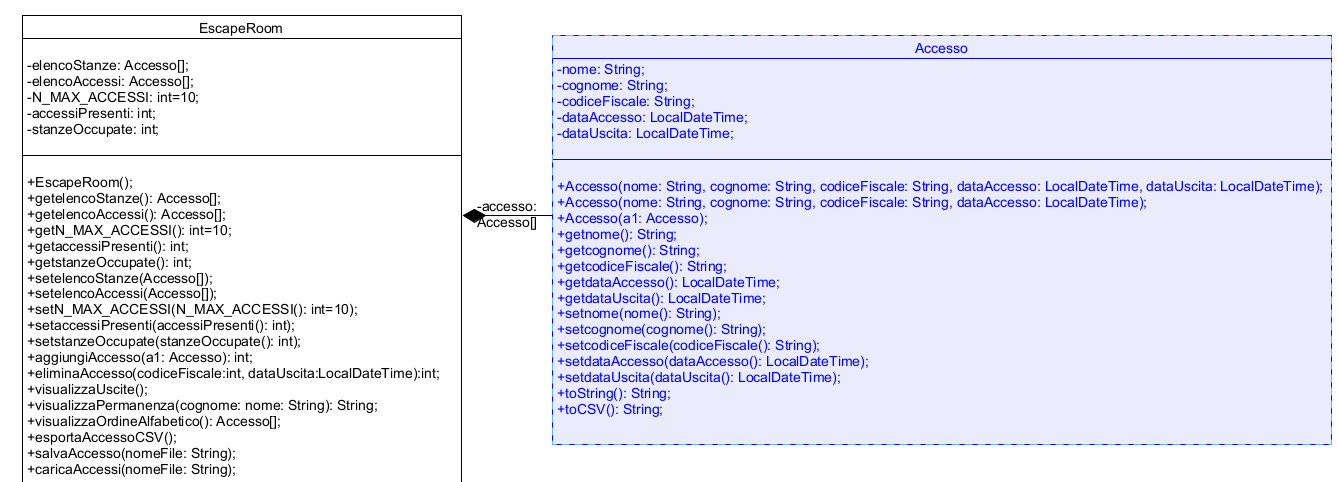 EscapeRoom
-elencoStanze: Accesso[];
-elencoAccessi: Accesso[];
-N_MAX_ACCESSI: int=10;
-accessiPresenti: int;
-stanzeOccupate: int;
+EscapeRoom();
+getelencoStanze(): Accesso[];
+getelencoAccessi(): Accesso[];
+getN_MAX_ACCESSI(): int=10;
+getaccessiPresenti(): int;
+getstanzeOccupate(): int;
+setelencoStanze(Accesso[]);
+setelencoAccessi(Accesso[]);
+setN_MAX_ACCESSI(N_MAX_ACCESSI(): int=10);
+setaccessiPresenti(accessiPresenti(): int);
+setstanzeOccupate(stanzeOccupate(): int);
+aggiungiAccesso(a1: Accesso): int;
+eliminaAccesso(codiceFiscale:int, dataUscita:LocalDateTime):int;
+visualizzaUscite();
+visualizzaPermanenza(cognome: nome: String): String;
+visualizzaOrdineAlfabetico(): Accesso[];
+esportaAccessoCSV();
+salvaAccesso(nomeFile: String);
+caricaAccessi(nomeFile: String);
-accesso:
Accesso[]
Accesso
-nome: String;
-cognome: String;
-codiceFiscale: String;
-dataAccesso: LocalDateTime;
-dataUscita: LocalDateTime;
+Accesso(nome: String, cognome: String, codiceFiscale: String, dataAccesso: LocalDateTime, dataUscita: LocalDateTime);
+Accesso(nome: String, cognome: String, codiceFiscale: String, dataAccesso: LocalDateTime);
+Accesso(a1: Accesso);
+getnome(): String;
+getcognome(): String;
+getcodiceFiscale(): String;
+getdataAccesso(): LocalDateTime;
+getdataUscita(): LocalDateTime;
+setnome(nome(): String);
+setcognome(cognome(): String);
+setcodiceFiscale(codiceFiscale(): String);
+setdataAccesso(dataAccesso(): LocalDateTime);
+setdataUscita(dataUscita(): LocalDateTime);
+toString(): String;
+toCSV(): String;